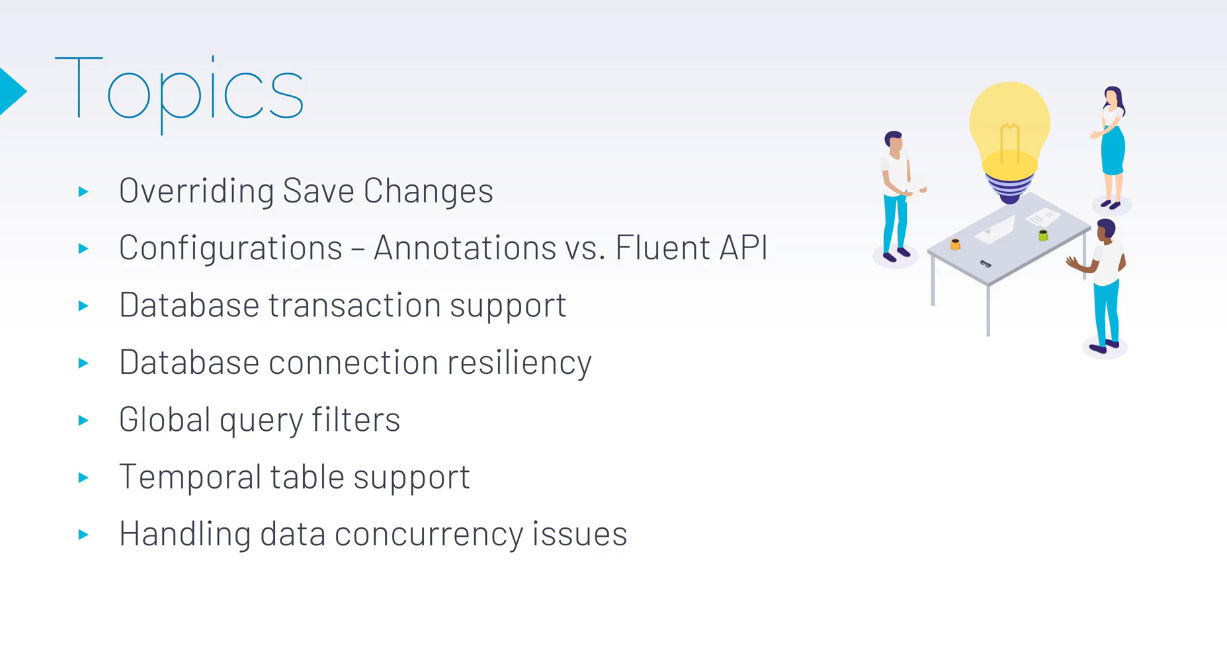 Topics
Overriding Save Changes
Configurations – Annotations vs. Fluent API
Database transaction support
Database connection resiliency
Global query filters
Temporal table support
Handling data concurrency issues